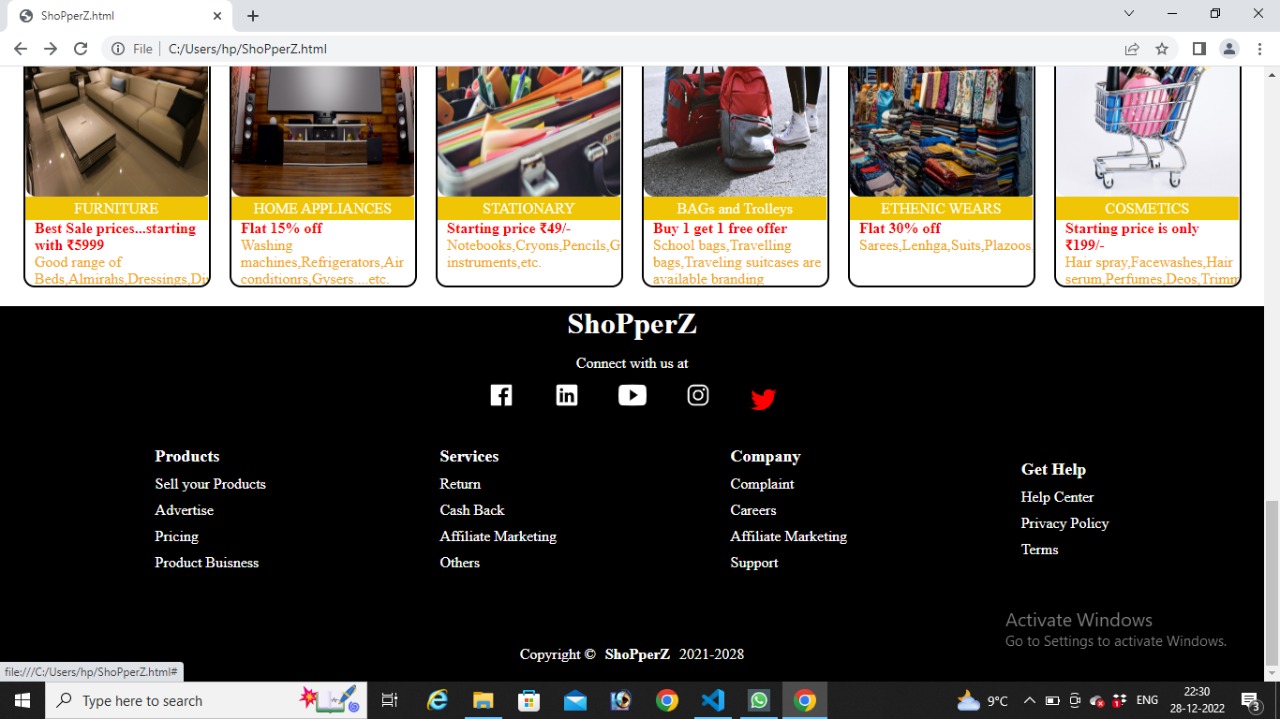 ShoPperZ.html
File
C:/Users/hp/ShoPperZ.html
FURNITURE
Best Sale prices...starting
with ₹5999
Good range of
Beds,Almirahs,Dressings,Di
HOME APPLIANCES
Flat 15% off
Washing
machines,Refrigerators,Air
conditionrs,Gysers....etc.
STATIONARY
Starting price ₹49/-
Notebooks,Cryons,Pencils,G
instruments,etc.
BAGs and Trolleys
Buy 1 get 1 free offer
School bags,Travelling
bags,Traveling suitcases are
available branding
ETHENIC WEARS
Flat 30% off
Sarees,Lenhga,Suits,Plazoos
COSMETICS
Starting price is only
₹199/-
Hair spray,Facewashes,Hair
serum,Perfumes,Deos,Trimm
ShoPperZ
Connect with us at
Products
Sell your Products
Advertise
Pricing
Product Buisness
Services
Return
Cash Back
Affiliate Marketing
Others
Company
Complaint
Careers
Affiliate Marketing
Support
Get Help
Help Center
Privacy Policy
Terms
Activate Windows
Go to Settings to activate Windows.
Copyright © ShoPperZ 2021-2028
file:///C:/Users/hp/ShoPperZ.html#
Type here to search
9°C
ENG
22:30
28-12-2022
3